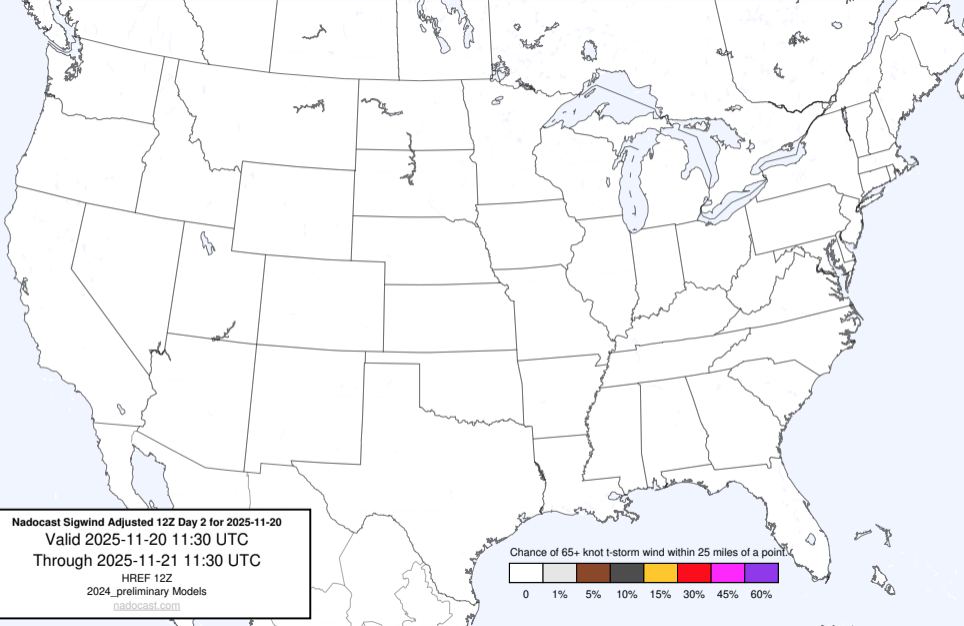 Nadocast Sigwind Adjusted 12Z Day 2 for 2025-11-20
Valid 2025-11-20 11:30 UTC
Through 2025-11-21 11:30 UTC
HREF 12Z
2024_preliminary Models
nadocast.com
Chance of 65+ knot t-storm wind within 25 miles of a point.
0 1% 5% 10% 15% 30% 45% 60%